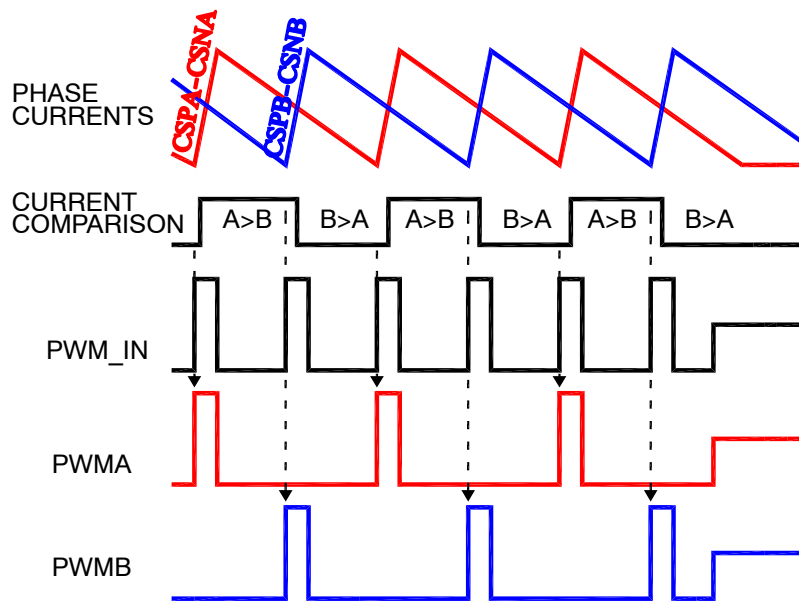 PHASE
CURRENTS
CSPA-CSNA
CSPB-CSNB
CURRENT
COMPARISON
A>B
B>A
A>B
B>A
A>B
B>A
PWM_IN
PWMA
PWMB